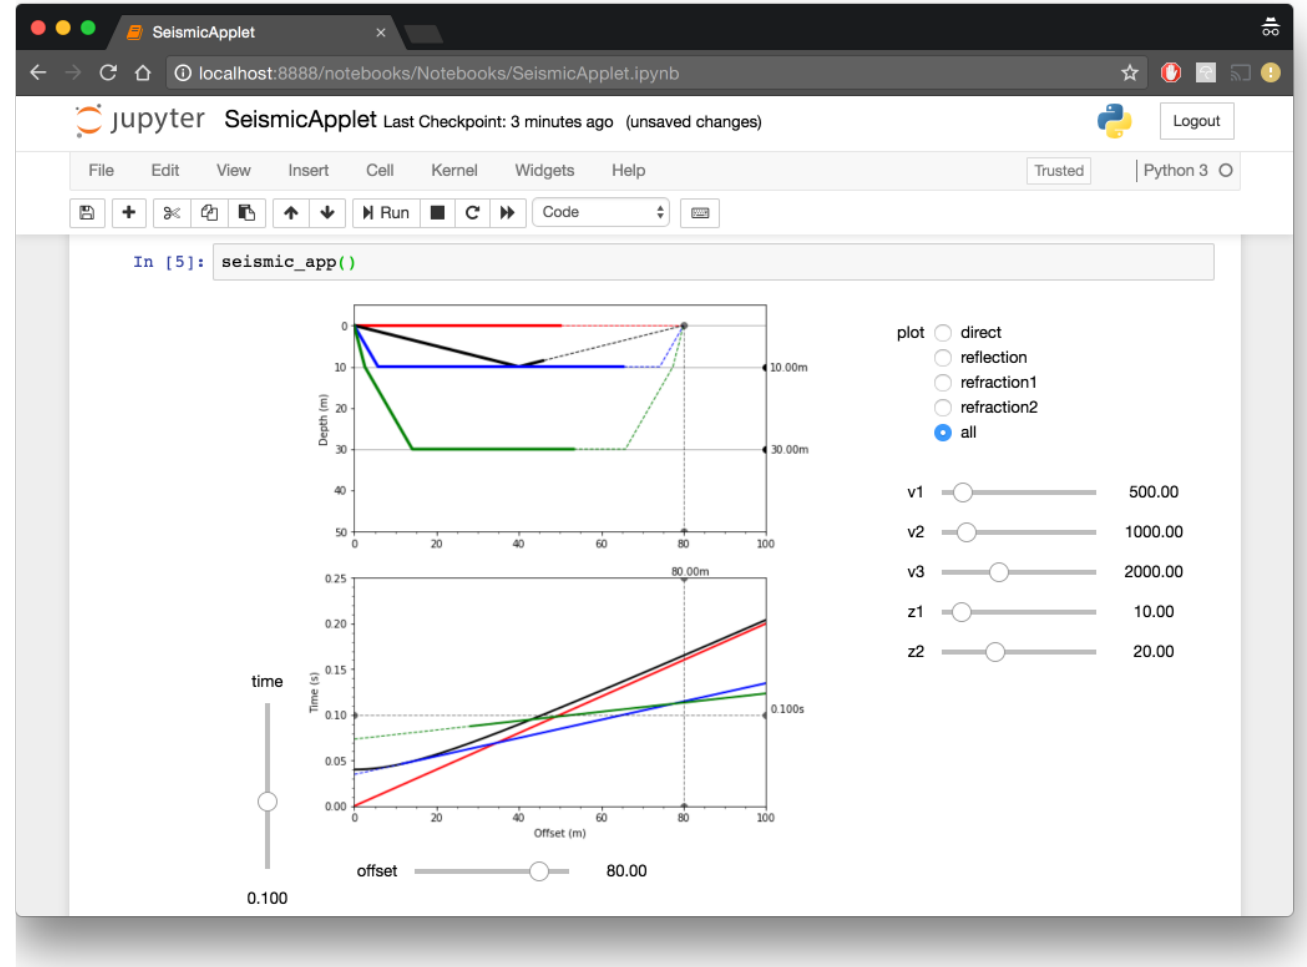 SeismicApplet ×
localhost:8888/notebooks/Notebooks/SeismicApplet.ipynb
jupyter SeismicApplet Last Checkpoint: 3 minutes ago (unsaved changes)
Logout
File Edit View Insert Cell Kernel Widgets Help Trusted Python 3
Run Code
In [5]: seismic_app()
0
10
20
30
40
50
Depth (m)
10.00m
30.00m
0 20 40 60 80 100
80.00m
0.25
0.20
0.15
0.10
0.05
0.00
Time (s)
0.100s
0 20 40 60 80 100
Offset (m)
time
0.100
offset 80.00
plot direct
reflection
refraction1
refraction2
all
v1 500.00
v2 1000.00
v3 2000.00
z1 10.00
z2 20.00